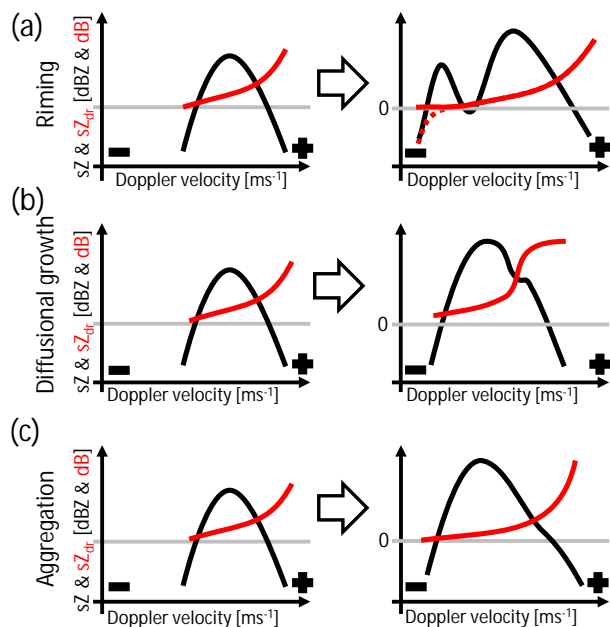 (a)
Riming
sZ & sZdr [dBZ & dB]
Doppler velocity [ms-1]
0
Doppler velocity [ms-1]
(b)
Diffusional growth
sZ & sZdr [dBZ & dB]
Doppler velocity [ms-1]
0
Doppler velocity [ms-1]
(c)
Aggregation
sZ & sZdr [dBZ & dB]
Doppler velocity [ms-1]
0
Doppler velocity [ms-1]